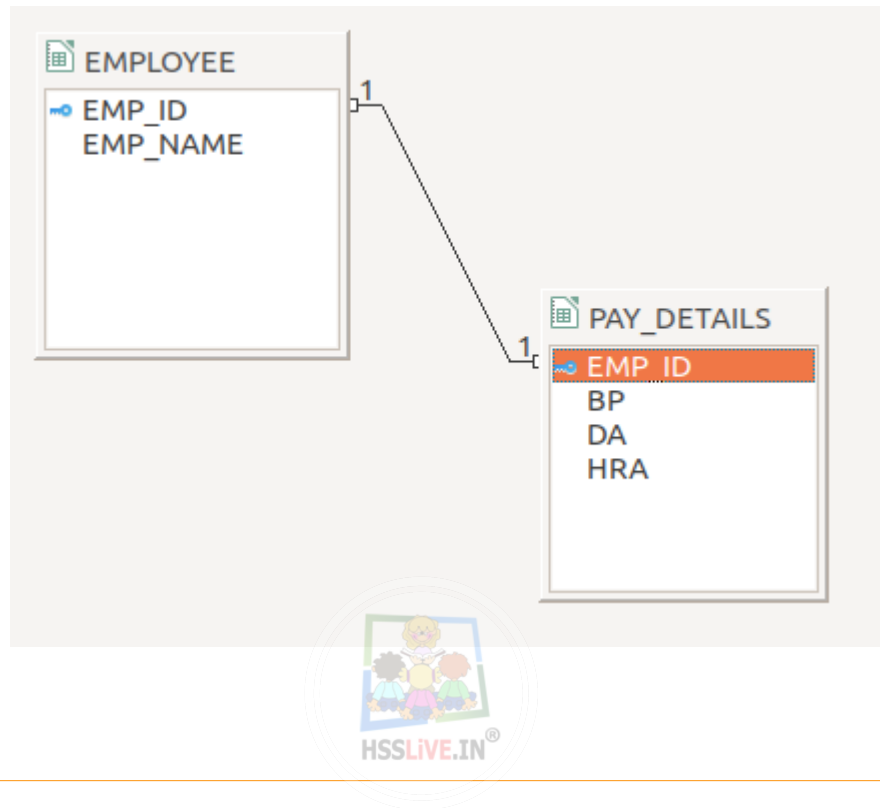 EMPLOYEE
EMP_ID
EMP_NAME
1
1
PAY_DETAILS
EMP_ID
BP
DA
HRA
HSSLiVE.IN®